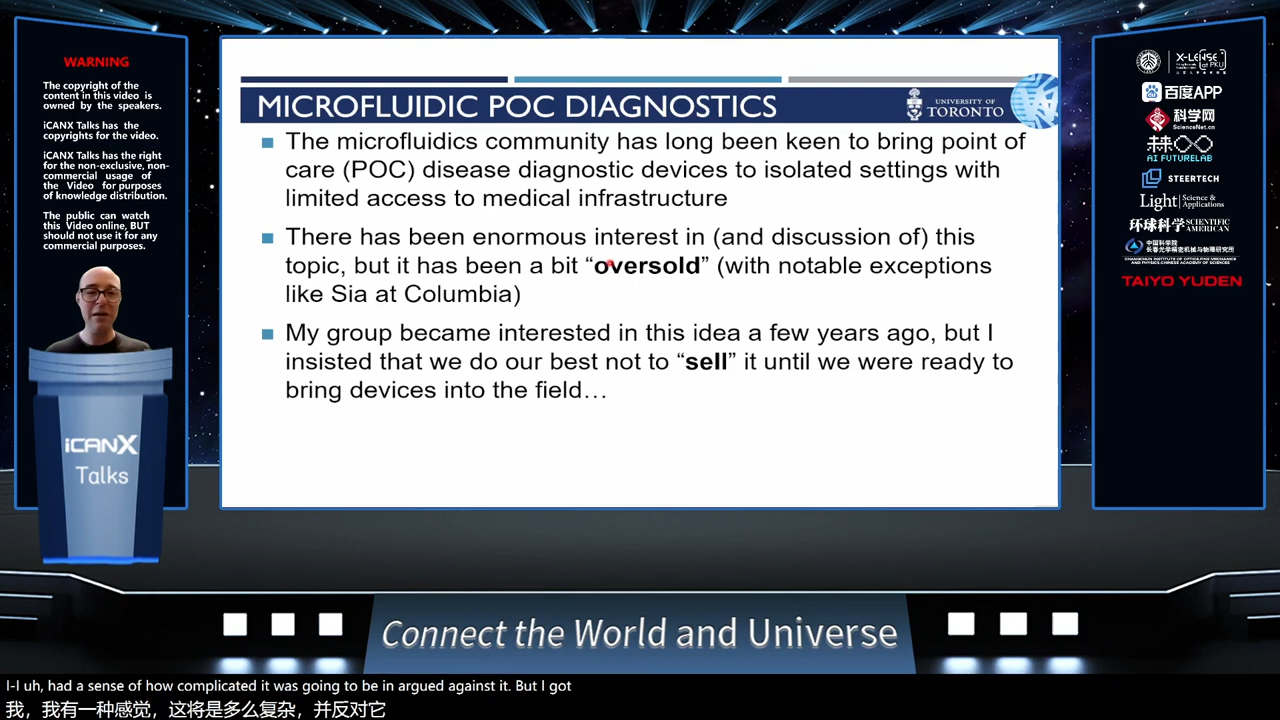 WARNING
The copyright of the
content in this video is
owned by the speakers.
iCANX Talks has the
copyrights for the video.
iCANX Talks has the right
for the non-exclusive, non-
commercial usage of
the Video for purposes
of knowledge distribution.
The public can watch
this Video online, BUT
should not use it for any
commercial purposes.
iCANX
Talks
MICROFLUIDIC POC DIAGNOSTICS
UNIVERSITY OF
TORONTO
The microfluidics community has long been keen to bring point of
care (POC) disease diagnostic devices to isolated settings with
limited access to medical infrastructure
There has been enormous interest in (and discussion of) this
topic, but it has been a bit “oversold” (with notable exceptions
like Sia at Columbia)
My group became interested in this idea a few years ago, but I
insisted that we do our best not to “sell” it until we were ready to
bring devices into the field…
X-LENSE
at PKU
百度APP
科学网
ScienceNet.cn
AI FUTURELAB
STEERTECH
Light Science & Applications
环球科学 SCIENTIFIC AMERICAN
中国科学院
长春光学精密机械与物理研究所
TAIYO YUDEN
Connect the World and Universe
I-I uh, had a sense of how complicated it was going to be in argued against it. But I got
我，我有一种感觉，这将是多么复杂，并反对它